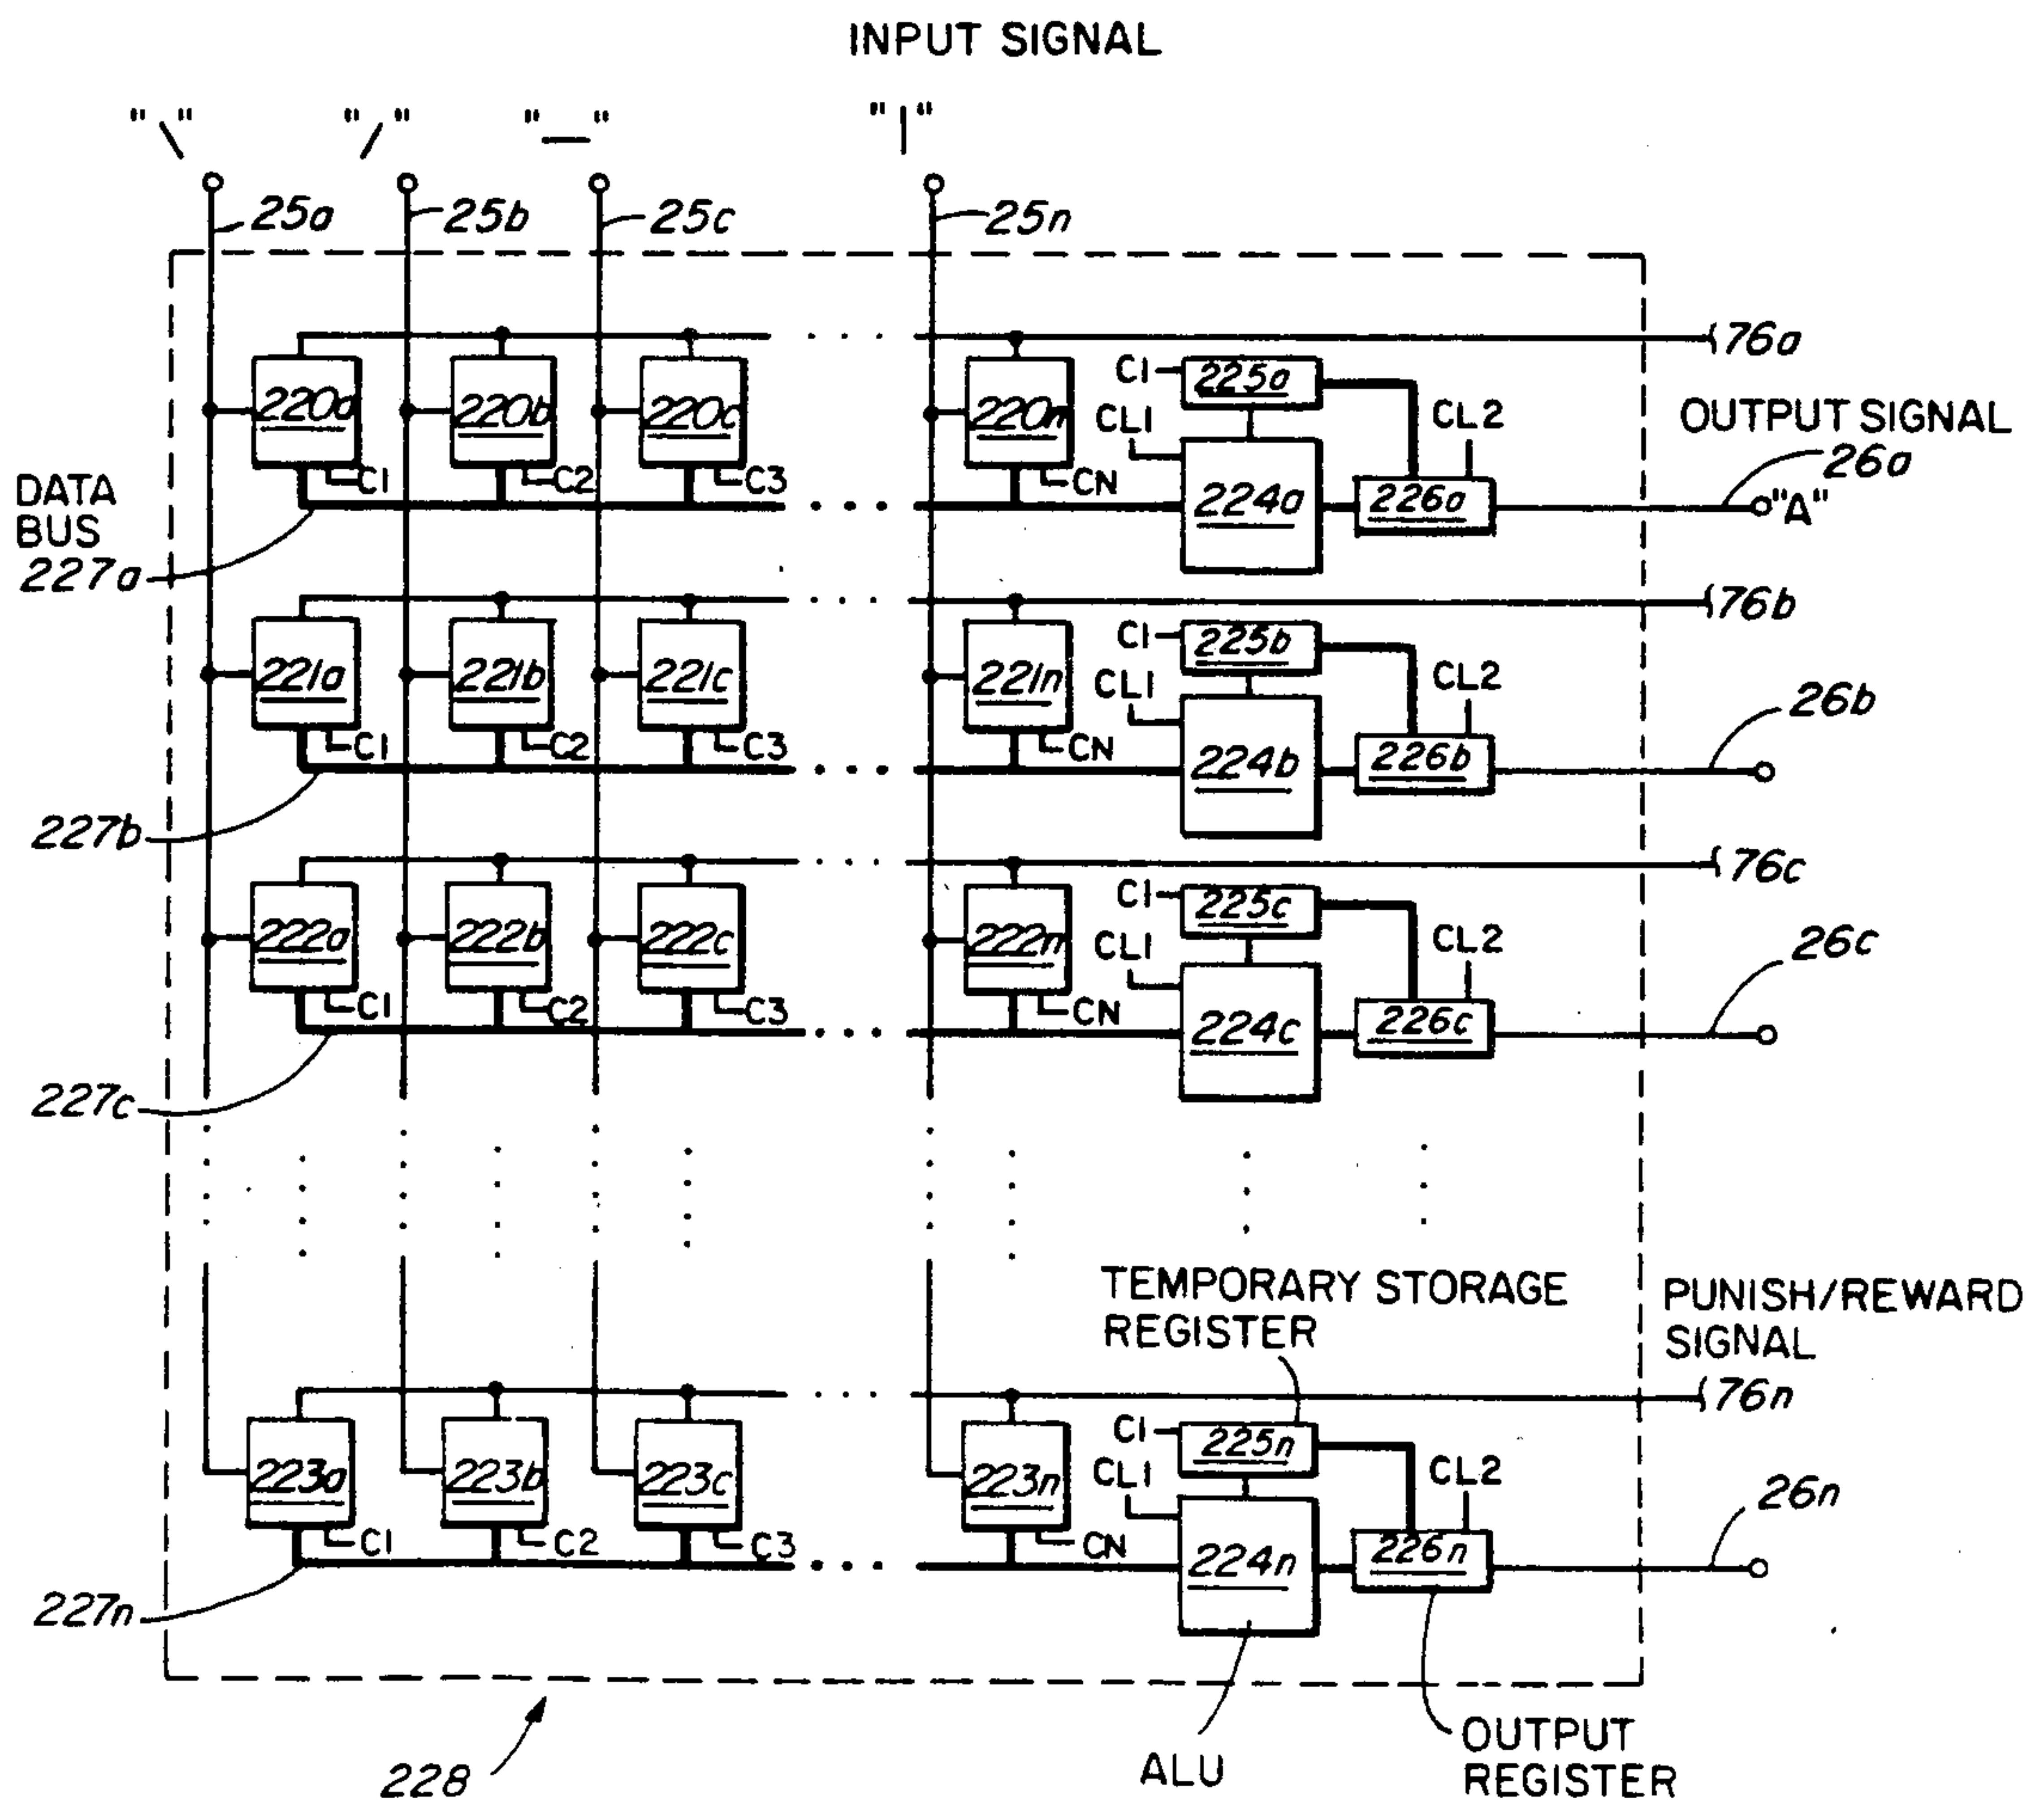 INPUT SIGNAL
"\" "/" "—" "|"
25a 25b 25c 25n
76a
220a 220b 220c 220n C1 225a
CL1 CL2 OUTPUT SIGNAL
26a
C1 C2 C3 CN
DATA
BUS
224a 226a "A"
227a
76b
C1 225b
221a 221b 221c 221n CL1 CL2
26b
C1 C2 C3 CN
224b 226b
227b
76c
C1 225c
222a 222b 222c 222n CL1 CL2
26c
C1 C2 C3 CN
224c 226c
227c
TEMPORARY STORAGE
REGISTER
PUNISH/REWARD
SIGNAL
76n
C1 225n
223a 223b 223c 223n CL1 CL2
26n
C1 C2 C3 CN
224n 226n
227n
228
ALU
OUTPUT
REGISTER